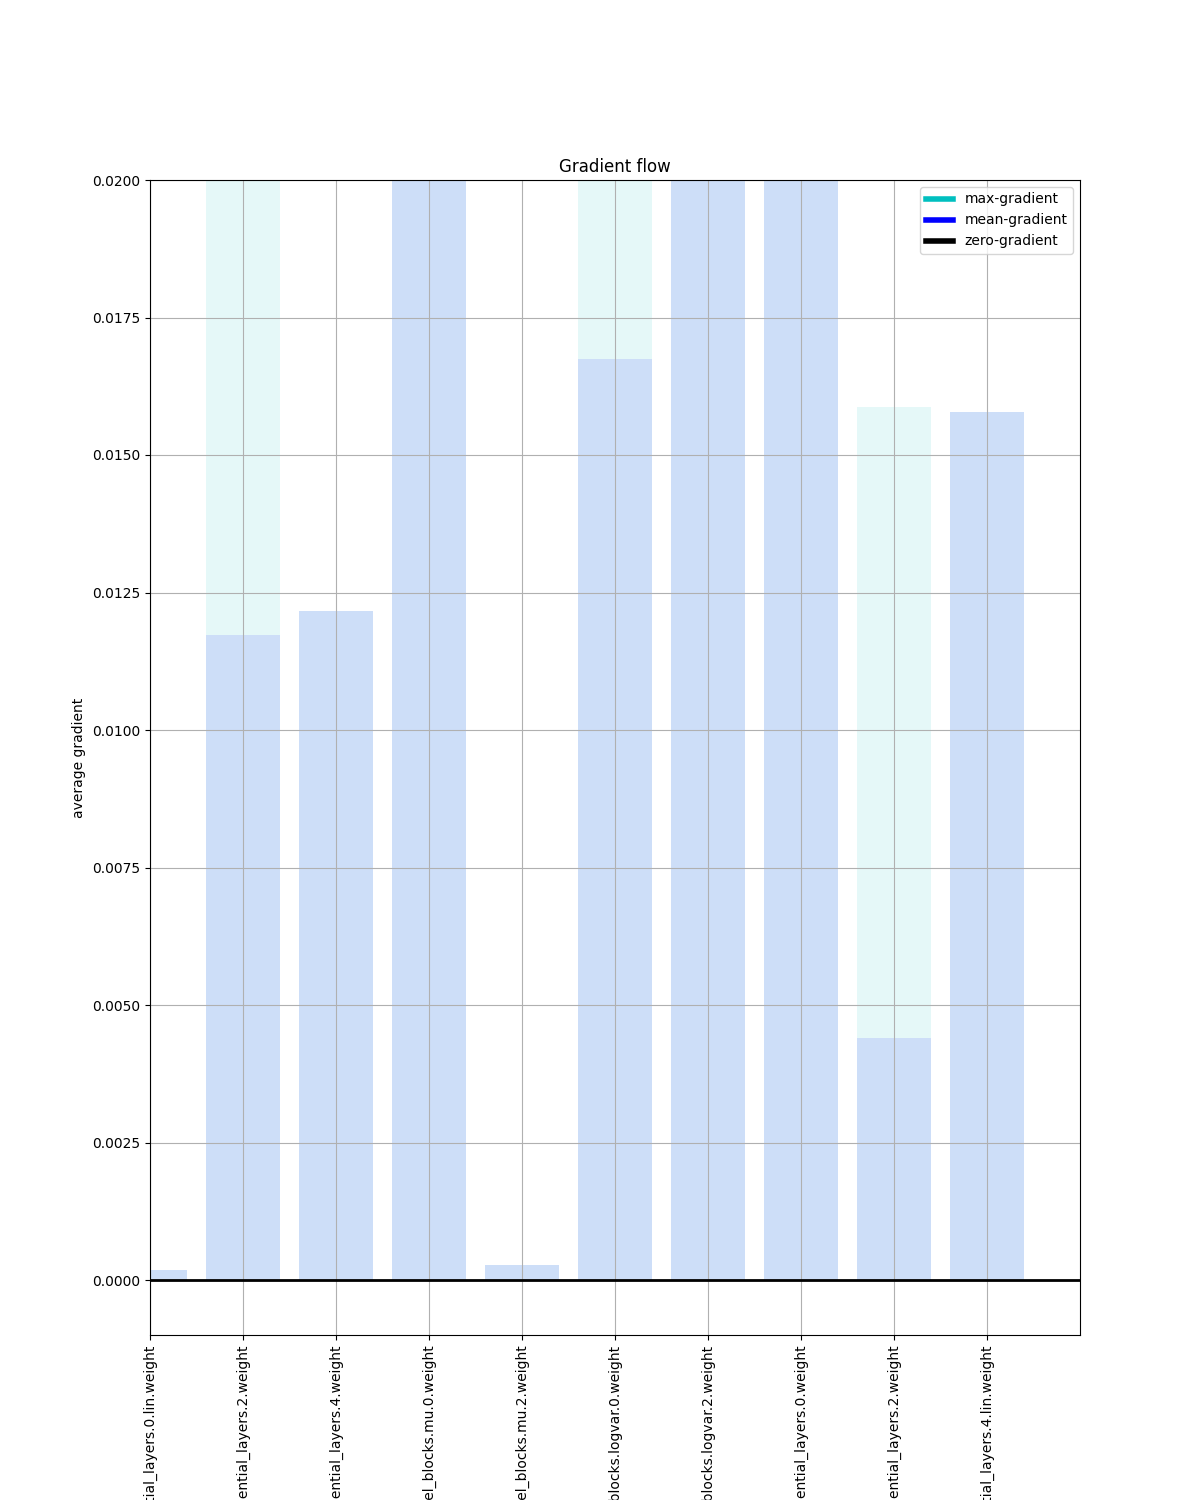 Gradient flow
max-gradient
mean-gradient
zero-gradient
average gradient
0.0200
0.0175
0.0150
0.0125
0.0100
0.0075
0.0050
0.0025
0.0000
tial_layers.0.lin.weight
ential_layers.2.weight
ential_layers.4.weight
el_blocks.mu.0.weight
el_blocks.mu.2.weight
blocks.logvar.0.weight
blocks.logvar.2.weight
ential_layers.0.weight
ential_layers.2.weight
tial_layers.4.lin.weight